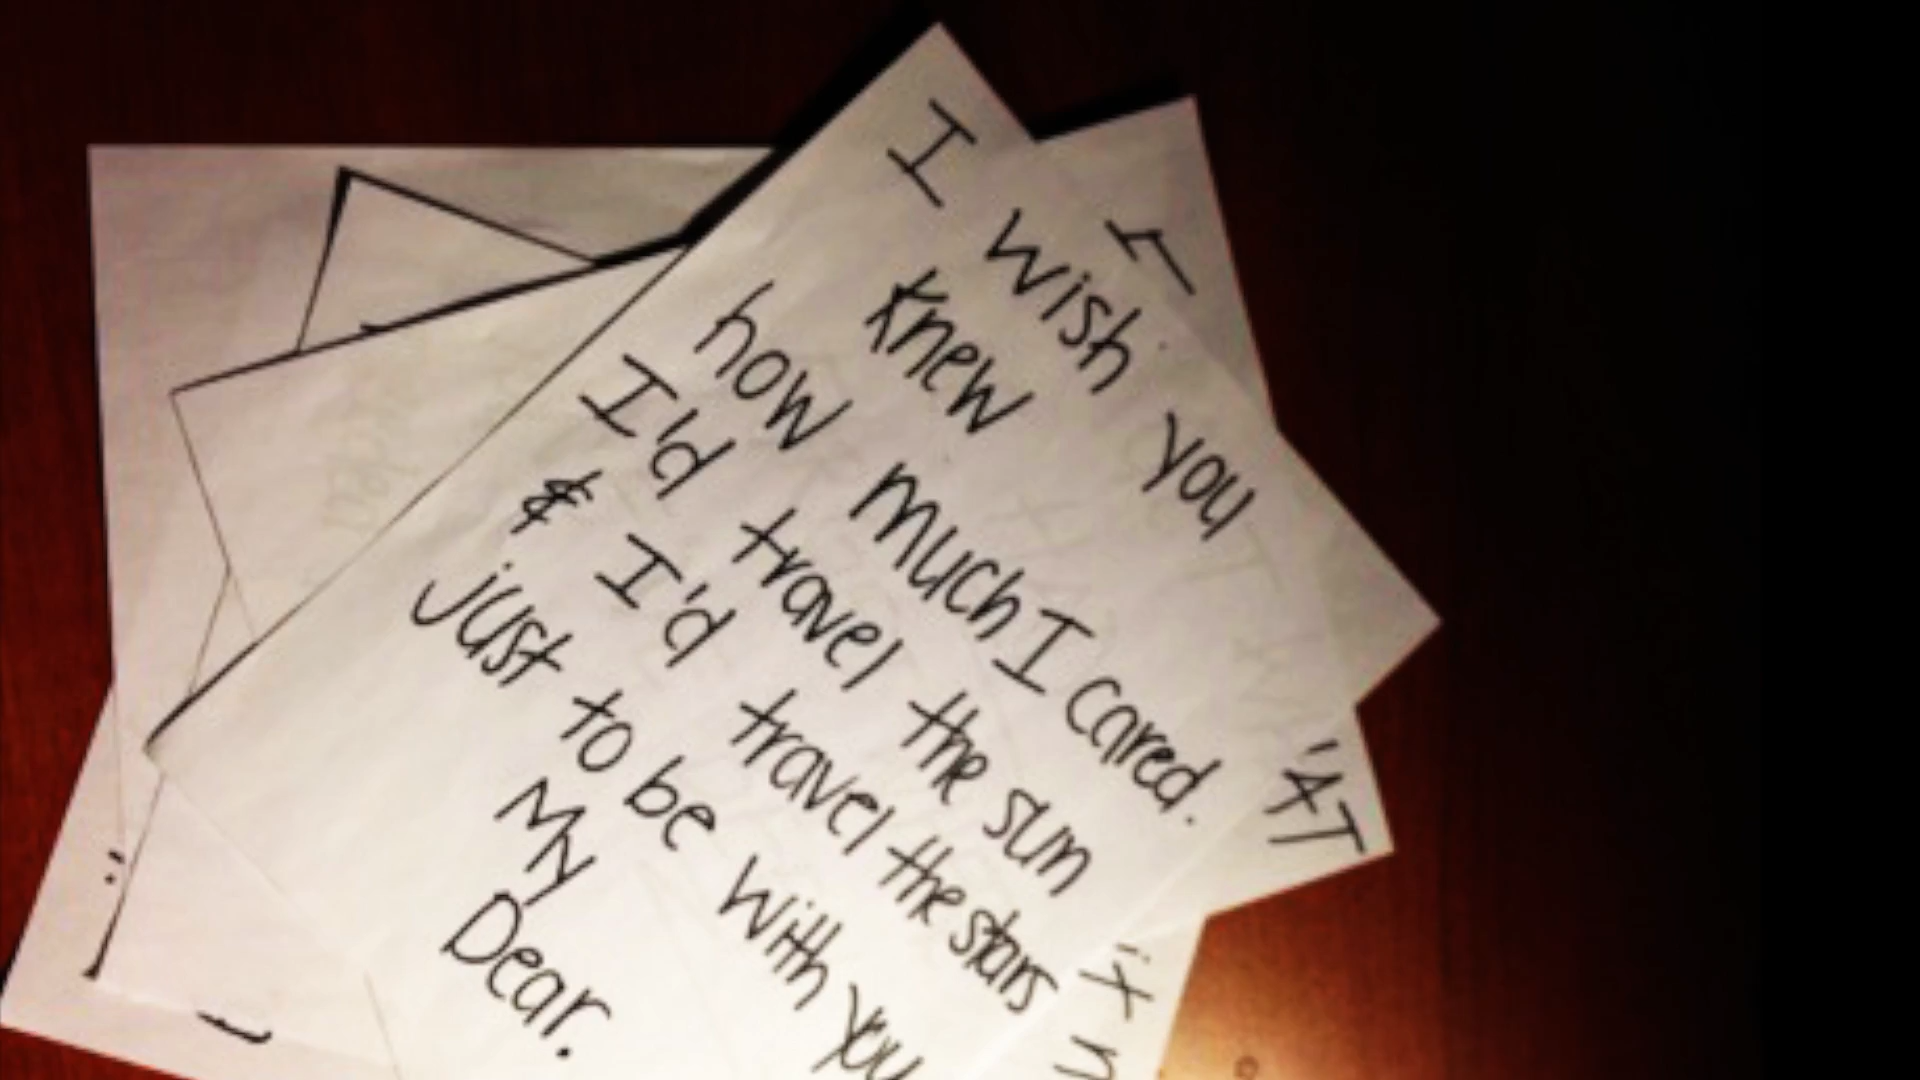 I wish you
knew
how much I cared.
I'd travel the sun
& I'd travel the stars
just to be with you
My
Dear.